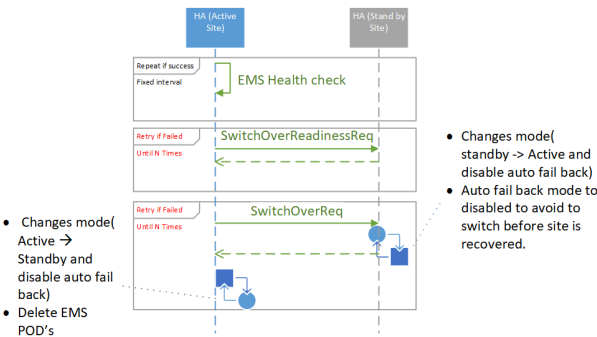 HA (Active
Site)
HA (Stand by
Site)
Repeat if success
Fixed interval
EMS Health check
Retry if Failed
Until N Times
SwitchOverReadinessReq
Retry if Failed
Until N Times
SwitchOverReq
• Changes mode(
standby -> Active and
disable auto fail back)
• Auto fail back mode to
disabled to avoid to
switch before site is
recovered.
• Changes mode(
Active →
Standby and
disable auto fail
back)
• Delete EMS
POD’s